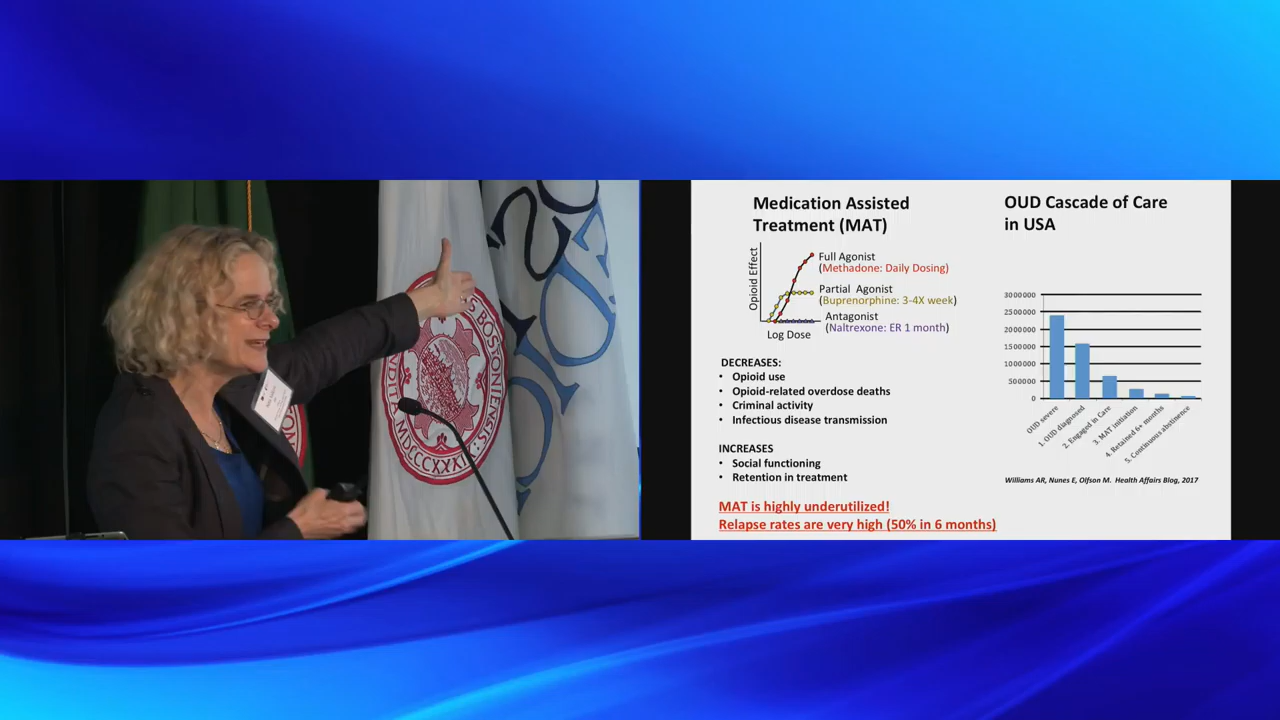 Medication Assisted
Treatment (MAT)
Opioid Effect
Full Agonist
(Methadone: Daily Dosing)
Partial Agonist
(Buprenorphine: 3-4X week)
Antagonist
(Naltrexone: ER 1 month)
Log Dose
DECREASES:
• Opioid use
• Opioid-related overdose deaths
• Criminal activity
• Infectious disease transmission
INCREASES
• Social functioning
• Retention in treatment
MAT is highly underutilized!
Relapse rates are very high (50% in 6 months)
OUD Cascade of Care
in USA
3000000
2500000
2000000
1500000
1000000
500000
0
OUD severe
1. OUD diagnosed
2. Engaged in Care
3. MAT initiation
4. Retained 6+ months
5. Continuous abstinence
Williams AR, Nunes E, Olfson M. Health Affairs Blog, 2017
BOSTONIENSIS
CONDITA
MDCCCXXXIX